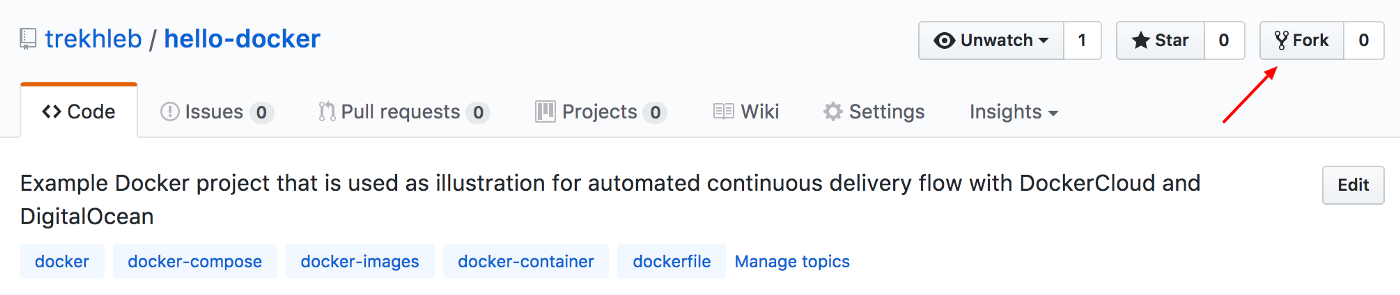 trekhleb / hello-docker
Unwatch 1 Star 0 Fork 0
Code Issues 0 Pull requests 0 Projects 0 Wiki Settings Insights
Example Docker project that is used as illustration for automated continuous delivery flow with DockerCloud and
DigitalOcean
Edit
docker docker-compose docker-images docker-container dockerfile Manage topics